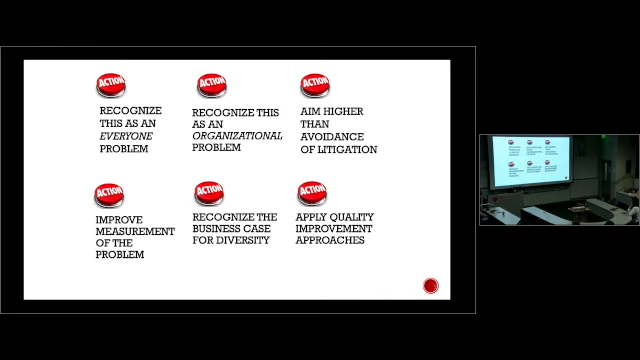 ACTION
RECOGNIZE
THIS AS AN
EVERYONE
PROBLEM
ACTION
RECOGNIZE THIS
AS AN
ORGANIZATIONAL
PROBLEM
ACTION
AIM HIGHER
THAN
AVOIDANCE
OF LITIGATION
ACTION
IMPROVE
MEASUREMENT
OF THE
PROBLEM
ACTION
RECOGNIZE THE
BUSINESS CASE
FOR DIVERSITY
ACTION
APPLY QUALITY
IMPROVEMENT
APPROACHES